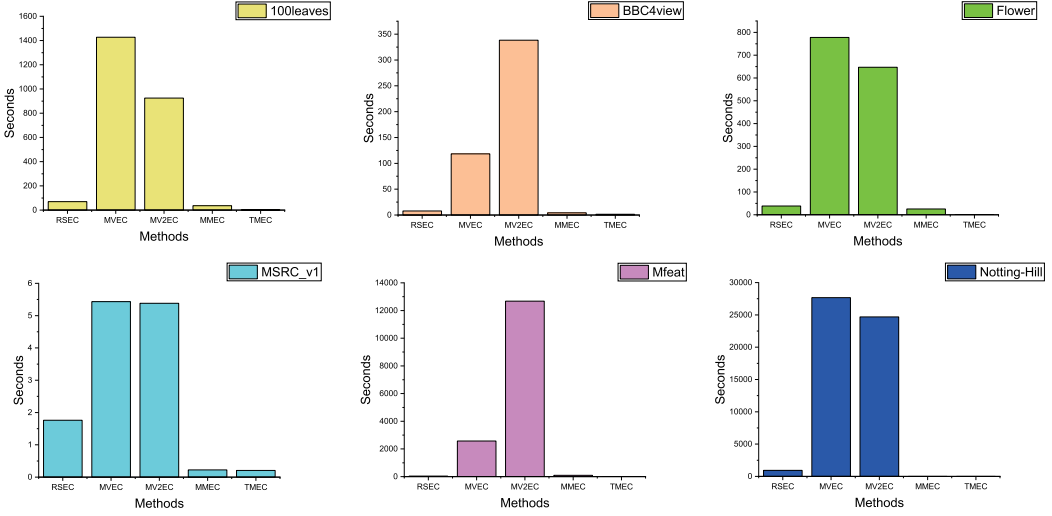 100leaves
1600
1400
1200
1000
800
600
400
200
0
Seconds
RSEC MVEC MV2EC MMEC TMEC
Methods
BBC4view
350
300
250
200
150
100
50
0
Seconds
RSEC MVEC MV2EC MMEC TMEC
Methods
Flower
800
700
600
500
400
300
200
100
0
Seconds
RSEC MVEC MV2EC MMEC TMEC
Methods
MSRC_v1
6
5
4
3
2
1
0
Seconds
RSEC MVEC MV2EC MMEC TMEC
Methods
Mfeat
14000
12000
10000
8000
6000
4000
2000
0
Seconds
RSEC MVEC MV2EC MMEC TMEC
Methods
Notting-Hill
30000
25000
20000
15000
10000
5000
0
Seconds
RSEC MVEC MV2EC MMEC TMEC
Methods